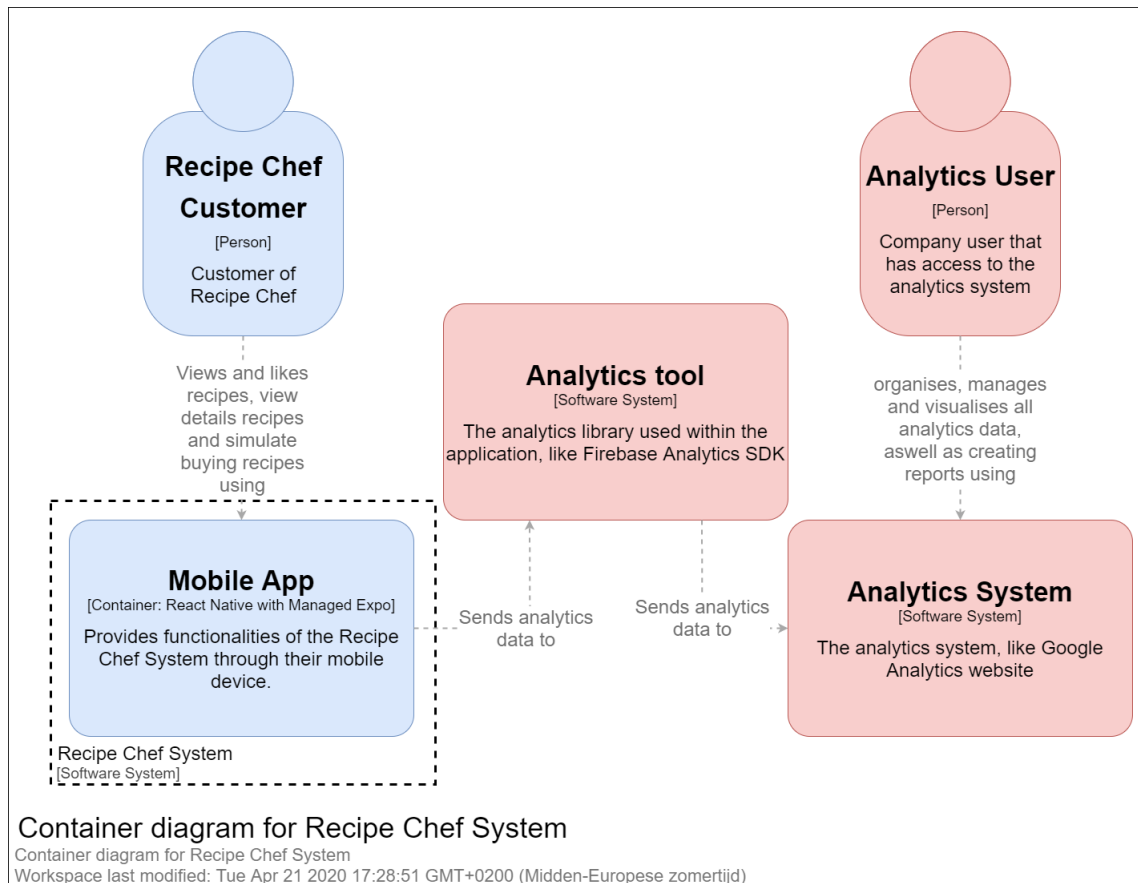 Recipe Chef
Customer
[Person]
Customer of
Recipe Chef
Analytics User
[Person]
Company user that
has access to the
analytics system
Views and likes
recipes, view
details recipes
and simulate
buying recipes
using
Analytics tool
[Software System]
The analytics library used within the
application, like Firebase Analytics SDK
organises, manages
and visualises all
analytics data,
aswell as creating
reports using
Mobile App
[Container: React Native with Managed Expo]
Provides functionalities of the Recipe
Chef System through their mobile
device.
Sends analytics
data to
Sends analytics
data to
Analytics System
[Software System]
The analytics system, like Google
Analytics website
Recipe Chef System
[Software System]
Container diagram for Recipe Chef System
Container diagram for Recipe Chef System
Workspace last modified: Tue Apr 21 2020 17:28:51 GMT+0200 (Midden-Europese zomertijd)